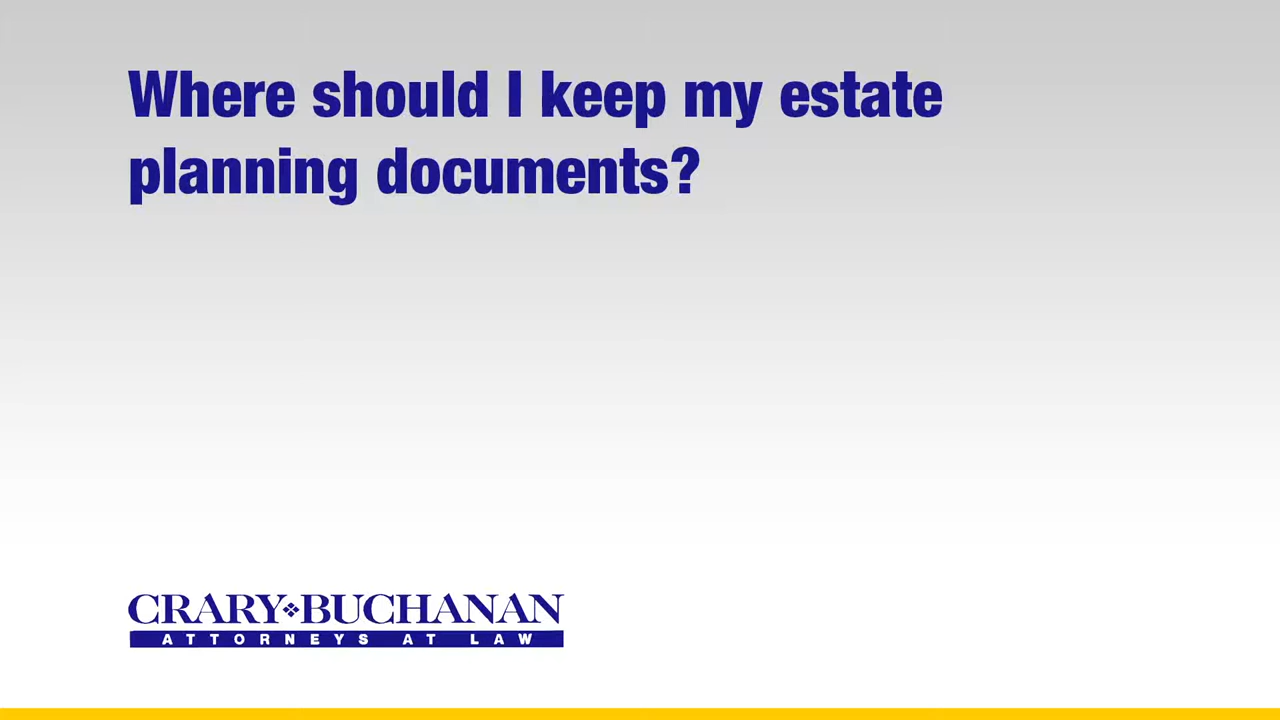 Where should I keep my estate
planning documents?
CRARY❖BUCHANAN
ATTORNEYS AT LAW